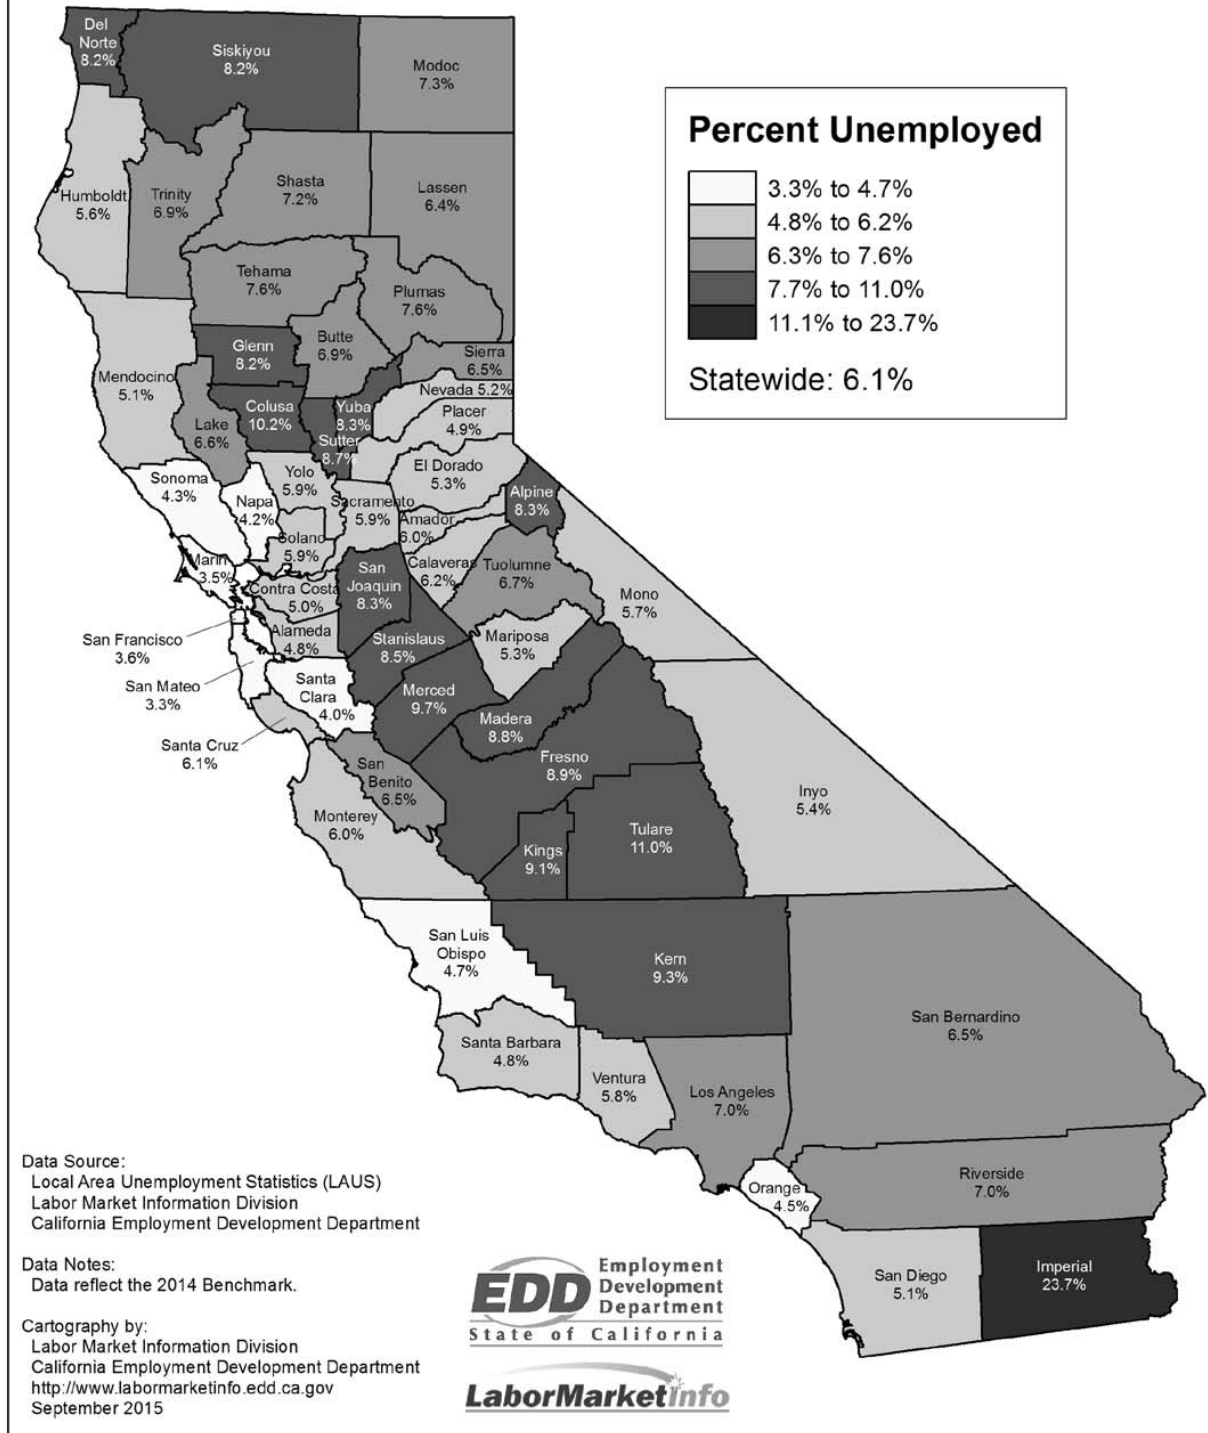 Del
Norte
8.2%
Siskiyou
8.2%
Modoc
7.3%
Percent Unemployed
3.3% to 4.7%
4.8% to 6.2%
6.3% to 7.6%
7.7% to 11.0%
11.1% to 23.7%
Statewide: 6.1%
Humboldt
5.6%
Trinity
6.9%
Shasta
7.2%
Lassen
6.4%
Tehama
7.6%
Plumas
7.6%
Glenn
8.2%
Butte
6.9%
Sierra
6.5%
Mendocino
5.1%
Lake
6.6%
Colusa
10.2%
Yuba
8.3%
Sutter
8.7%
Nevada 5.2%
Placer
4.9%
Sonoma
4.3%
Napa
4.2%
Yolo
5.9%
El Dorado
5.3%
Sacramento
5.9%
Amador
6.0%
Alpine
8.3%
Solano
5.9%
Marin
3.5%
Contra Costa
5.0%
San
Joaquin
8.3%
Calaveras
6.2%
Tuolumne
6.7%
Mono
5.7%
San Francisco
3.6%
Alameda
4.8%
Stanislaus
8.5%
Mariposa
5.3%
San Mateo
3.3%
Santa
Clara
4.0%
Merced
9.7%
Madera
8.8%
Santa Cruz
6.1%
San
Benito
6.5%
Fresno
8.9%
Inyo
5.4%
Monterey
6.0%
Kings
9.1%
Tulare
11.0%
San Luis
Obispo
4.7%
Kern
9.3%
San Bernardino
6.5%
Santa Barbara
4.8%
Ventura
5.8%
Los Angeles
7.0%
Orange
4.5%
Riverside
7.0%
San Diego
5.1%
Imperial
23.7%
Data Source:
Local Area Unemployment Statistics (LAUS)
Labor Market Information Division
California Employment Development Department
Data Notes:
Data reflect the 2014 Benchmark.
Cartography by:
Labor Market Information Division
California Employment Development Department
http://www.labormarketinfo.edd.ca.gov
September 2015
EDD
Employment
Development
Department
State of California
LaborMarketInfo